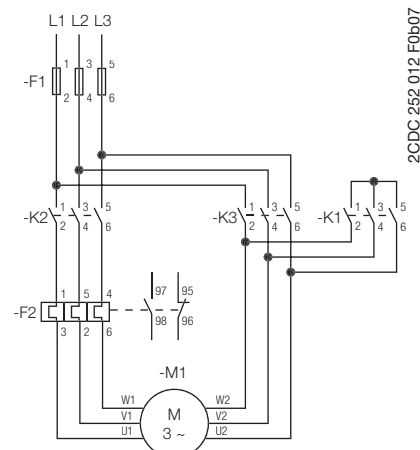 L1 L2 L3
2CDC 252 012 F0b07
-F1
1 3 5
2 4 6
-K2
1 3 5
2 4 6
-K3
1 3 5
2 4 6
-K1
1 3 5
2 4 6
-F2
1 5 4
3 2 6
97 95
98 96
-M1
W1
V1
U1
M
3 ~
W2
V2
U2